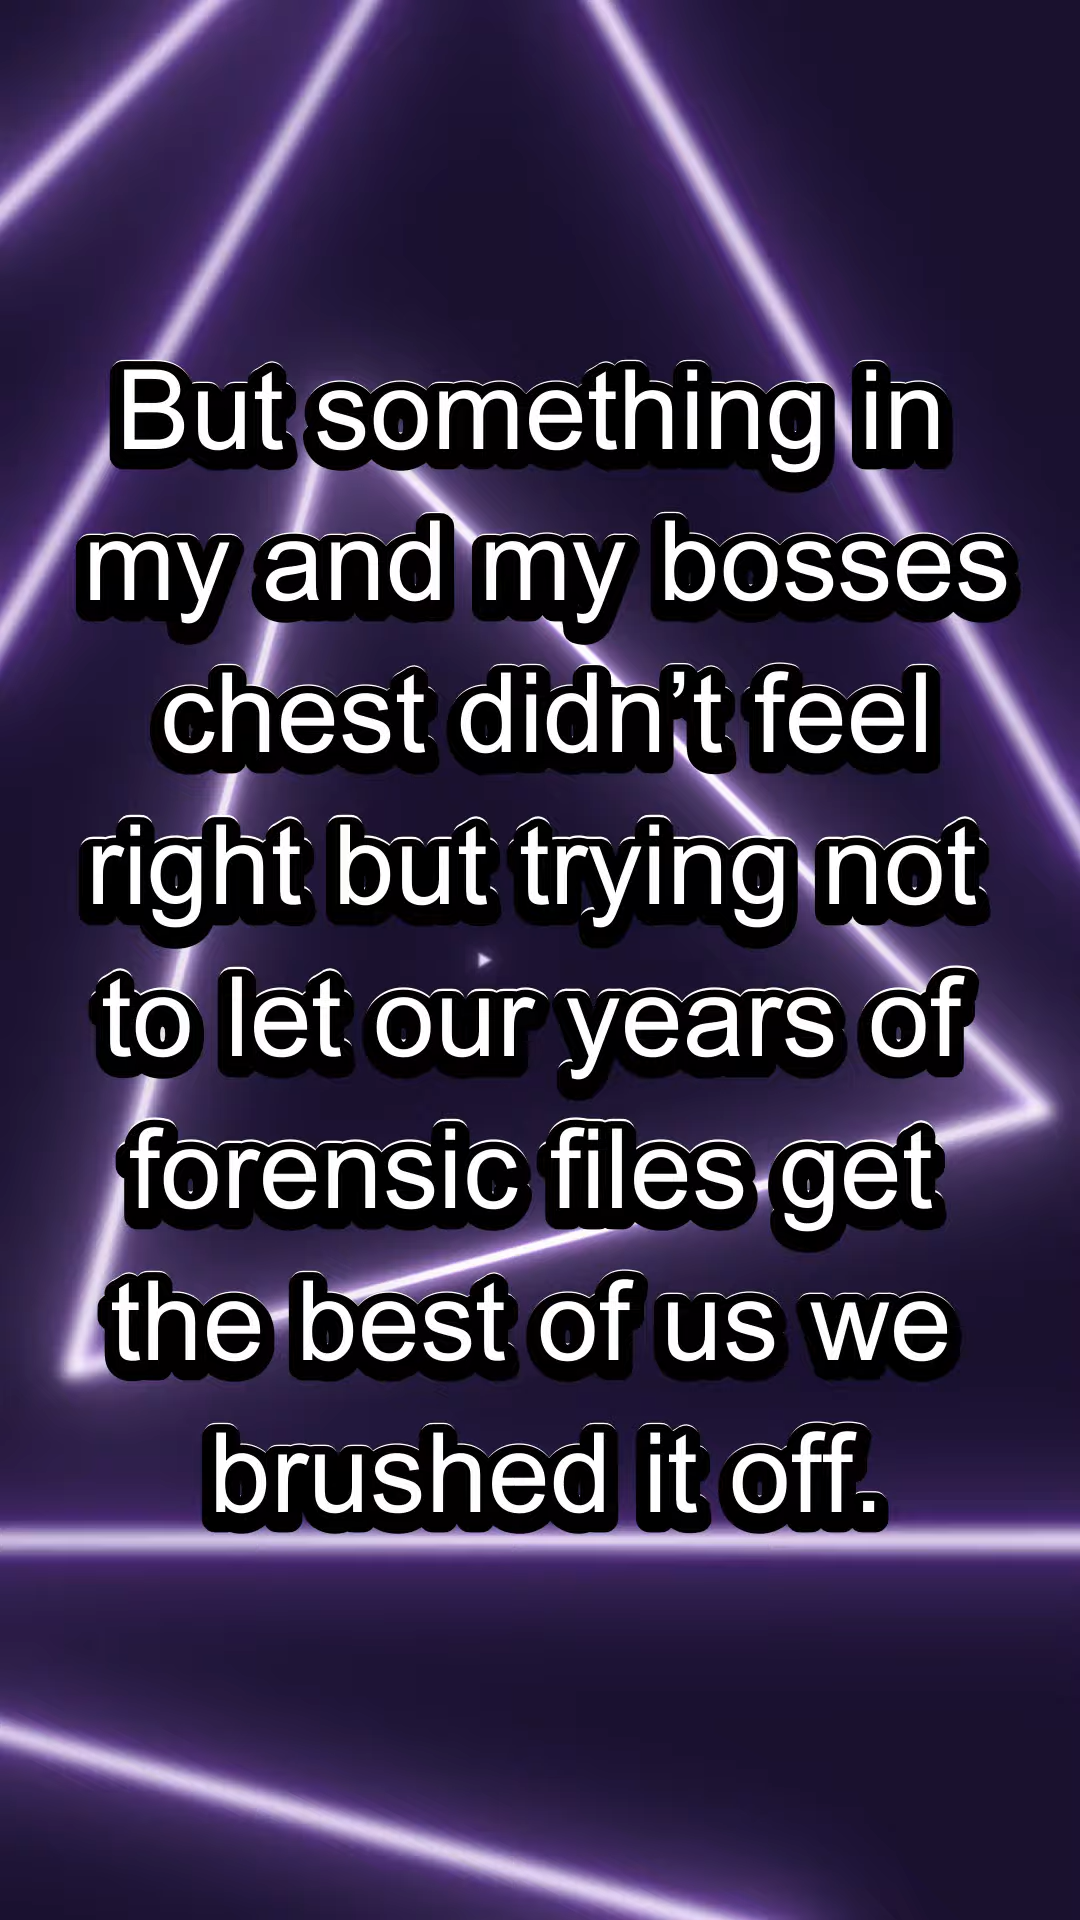 But something in
my and my bosses
chest didn’t feel
right but trying not
to let our years of
forensic files get
the best of us we
brushed it off.